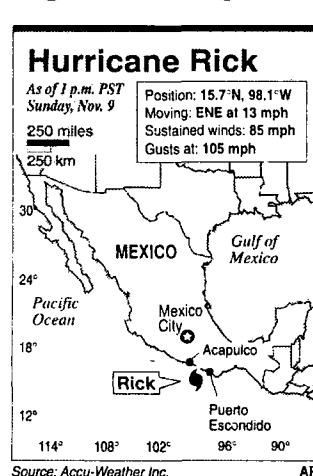 Hurricane Rick
As of 1 p.m. PST
Sunday, Nov. 9
Position: 15.7°N, 98.1°W
Moving: ENE at 13 mph
Sustained winds: 85 mph
Gusts at: 105 mph
250 miles
250 km
30°
MEXICO
Gulf of
Mexico
24°
Pacific
Ocean
Mexico
City
18°
Acapulco
Rick
12°
Puerto
Escondido
114° 108° 102° 96° 90°
Source: Accu-Weather Inc.